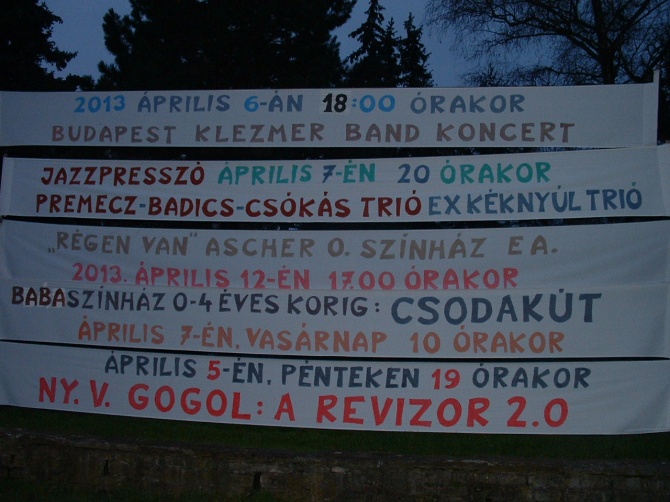 2013 ÁPRILIS 6-ÁN 18:00 ÓRAKOR
BUDAPEST KLEZMER BAND KONCERT
JAZZPRESSZÓ ÁPRILIS 7-ÉN 20 ÓRAKOR
PREMECZ-BADICS-CSÓKÁS TRIÓ EX KÉKNYÚL TRIÓ
„RÉGEN VAN" ASCHER O. SZÍNHÁZ EA.
2013. ÁPRILIS 12-ÉN 17.00 ÓRAKOR
BABASZÍNHÁZ 0-4 ÉVES KORIG: CSODAKÚT
ÁPRILIS 7-ÉN, VASÁRNAP 10 ÓRAKOR
ÁPRILIS 5-ÉN, PÉNTEKEN 19 ÓRAKOR
NY. V. GOGOL: A REVIZOR 2.0